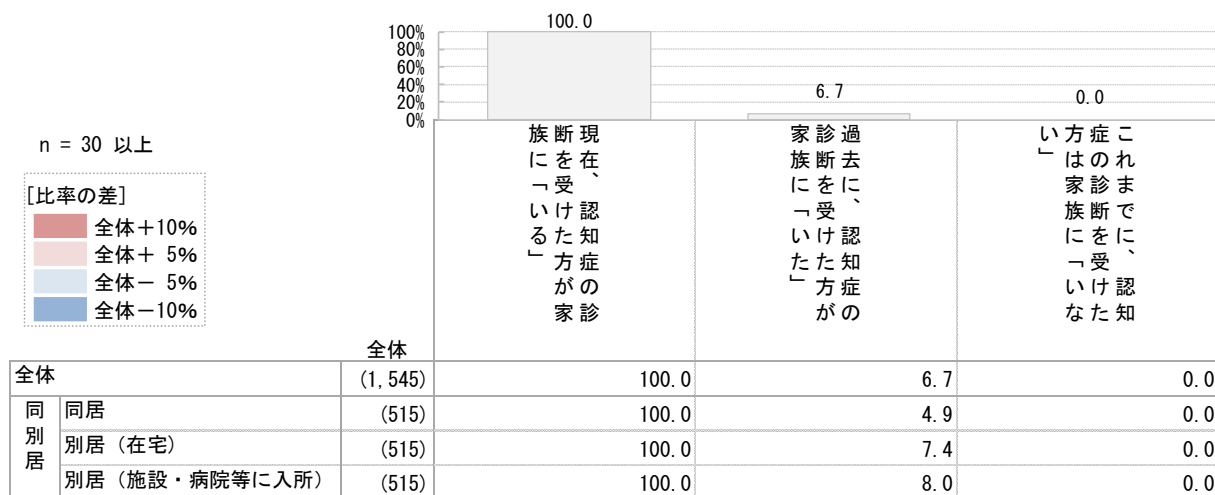 100.0
6.7
0.0
100%
80%
60%
40%
20%
0%
現在、認知症の診
断を受けた方が家
族に「いる」
過去に、認知症の
診断を受けた方が
家族に「いた」
これまでに、認知
症の診断を受けた
方は家族に「いな
い」
n = 30 以上
[比率の差]
全体＋10%
全体＋ 5%
全体－ 5%
全体－10%
全体
全体 (1,545) 100.0 6.7 0.0
同別居
同居 (515) 100.0 4.9 0.0
別居（在宅） (515) 100.0 7.4 0.0
別居（施設・病院等に入所） (515) 100.0 8.0 0.0